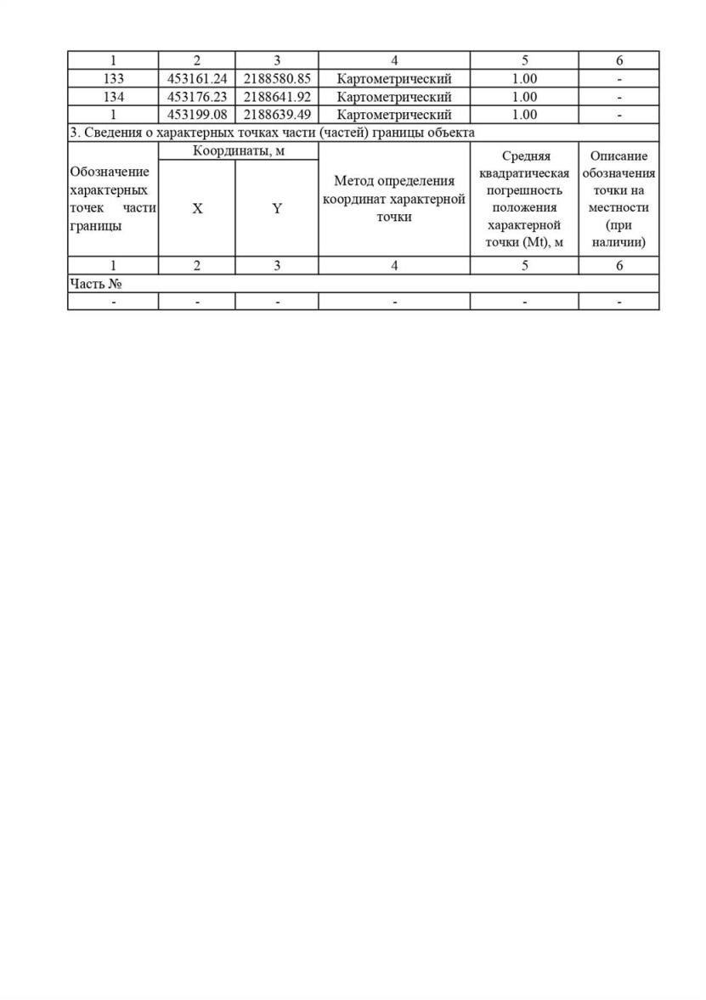 1 2 3 4 5 6
133 453161.24 2188580.85 Картометрический 1.00 -
134 453176.23 2188641.92 Картометрический 1.00 -
1 453199.08 2188639.49 Картометрический 1.00 -
3. Сведения о характерных точках части (частей) границы объекта
Обозначение
характерных
точек части
границы
Координаты, м
X
Y
Метод определения
координат характерной
точки
Средняя
квадратическая
погрешность
положения
характерной
точки (Mt), м
Описание
обозначения
точки на
местности
(при
наличии)
1 2 3 4 5 6
Часть №
- - - - - -